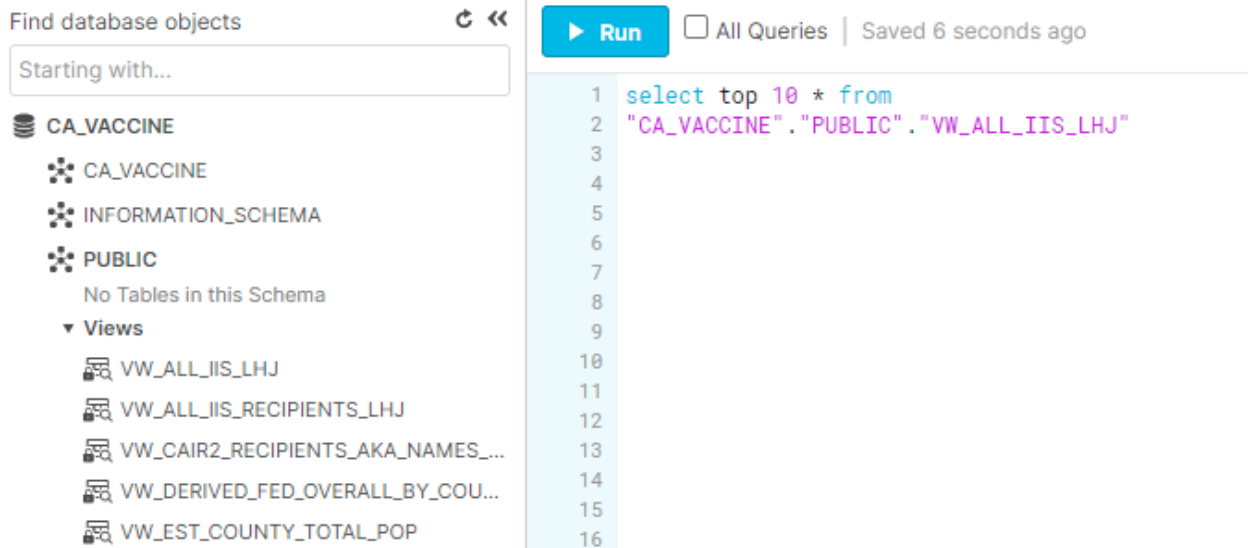 Find database objects
Starting with...
CA_VACCINE
CA_VACCINE
INFORMATION_SCHEMA
PUBLIC
No Tables in this Schema
Views
VW_ALL_IIS_LHJ
VW_ALL_IIS_RECIPIENTS_LHJ
VW_CAIR2_RECIPIENTS_AKA_NAMES_...
VW_DERIVED_FED_OVERALL_BY_COU...
VW_EST_COUNTY_TOTAL_POP
Run All Queries | Saved 6 seconds ago
1 select top 10 * from
2 "CA_VACCINE"."PUBLIC"."VW_ALL_IIS_LHJ"
3
4
5
6
7
8
9
10
11
12
13
14
15
16